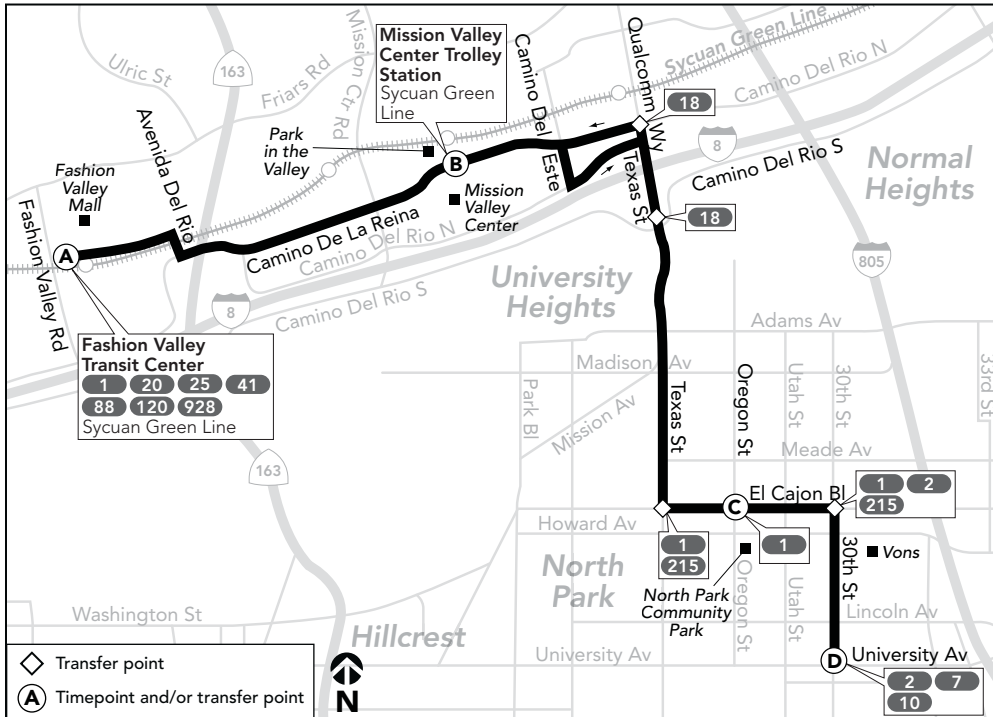 Mission Valley
Center Trolley
Station
Sycuan Green
Line
Ulric St
163
Friars Rd
Mission Ctr Rd
Camino Del Este
Qualcomm Wy
Sycuan Green Line
Camino Del Rio N
18
8
Camino Del Rio S
Normal
Heights
Avenida Del Rio
Park
in the
Valley
B
Mission
Valley
Center
Texas St
18
Fashion
Valley
Mall
A
Fashion Valley Rd
Camino De La Reina
Camino Del Rio N
8
Camino Del Rio S
University
Heights
805
Fashion Valley
Transit Center
1 20 25 41
88 120 928
Sycuan Green Line
Adams Av
Madison Av
Park Bl
Mission Av
Texas St
Oregon St
Utah St
30th St
33rd St
Meade Av
163
El Cajon Bl
C
1 2
215
Howard Av
1
215
1
30th St
Vons
North
Park
North Park
Community
Park
Oregon St
Utah St
Lincoln Av
Washington St
Hillcrest
University Av
D
University Av
2 7
10
Transfer point
A Timepoint and/or transfer point
N